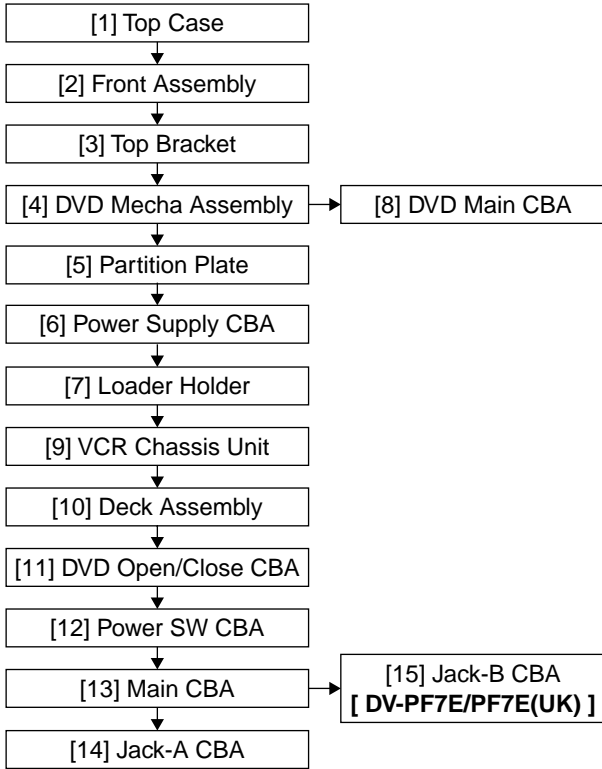 [1] Top Case
[2] Front Assembly
[3] Top Bracket
[4] DVD Mecha Assembly
[8] DVD Main CBA
[5] Partition Plate
[6] Power Supply CBA
[7] Loader Holder
[9] VCR Chassis Unit
[10] Deck Assembly
[11] DVD Open/Close CBA
[12] Power SW CBA
[13] Main CBA
[15] Jack-B CBA
[ DV-PF7E/PF7E(UK) ]
[14] Jack-A CBA